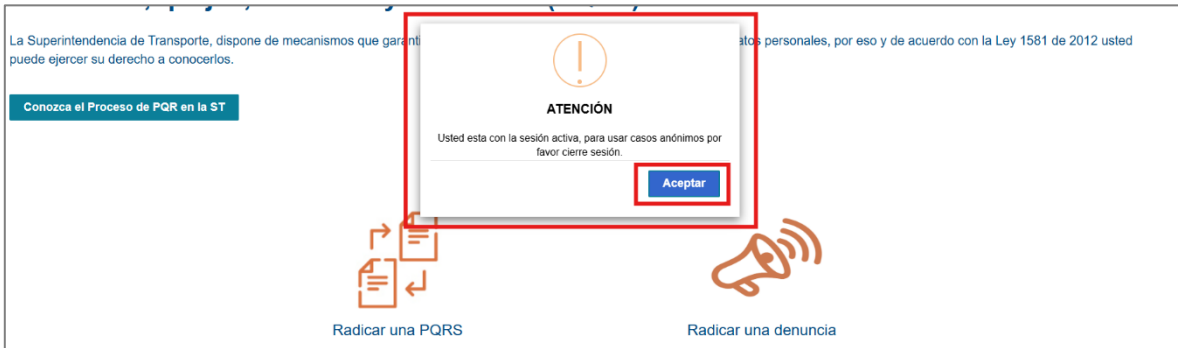 La Superintendencia de Transporte, dispone de mecanismos que garanti
atos personales, por eso y de acuerdo con la Ley 1581 de 2012 usted
puede ejercer su derecho a conocerlos.
Conozca el Proceso de PQR en la ST
ATENCIÓN
Usted esta con la sesión activa, para usar casos anónimos por
favor cierre sesión.
Aceptar
Radicar una PQRS
Radicar una denuncia